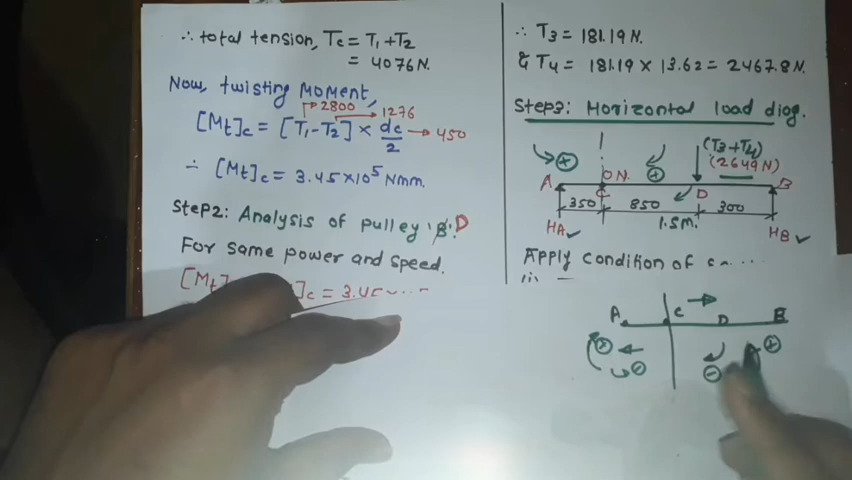 ∴ total tension, Tc = T1 + T2
= 4076 N.
Now, twisting Moment,
2800
1276
[Mt]c = [T1 - T2] × dc/2 → 450
∴ [Mt]c = 3.45 × 10^5 Nmm.
Step2: Analysis of pulley 'D'
For same power and speed.
∴ T3 = 181.19 N.
& T4 = 181.19 × 13.62 = 2467.8 N.
Step3: Horizontal load diag.
(T3 + T4)
(2649 N)
+ +
A ON. B
C D
350 850 300
1.5m.
HA ✓ HB ✓
Apply condition of
A C D B
+ +
- -